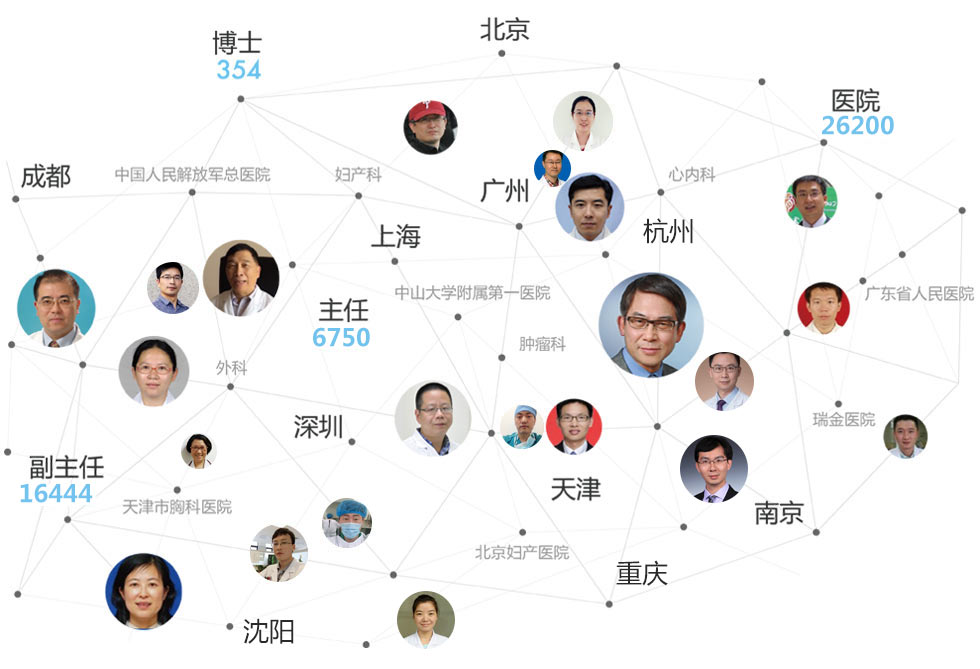 北京
博士
354
医院
26200
成都
中国人民解放军总医院
妇产科
心内科
广州
上海
杭州
中山大学附属第一医院
广东省人民医院
主任
6750
肿瘤科
外科
瑞金医院
深圳
副主任
16444
天津
天津市胸科医院
南京
北京妇产医院
重庆
沈阳